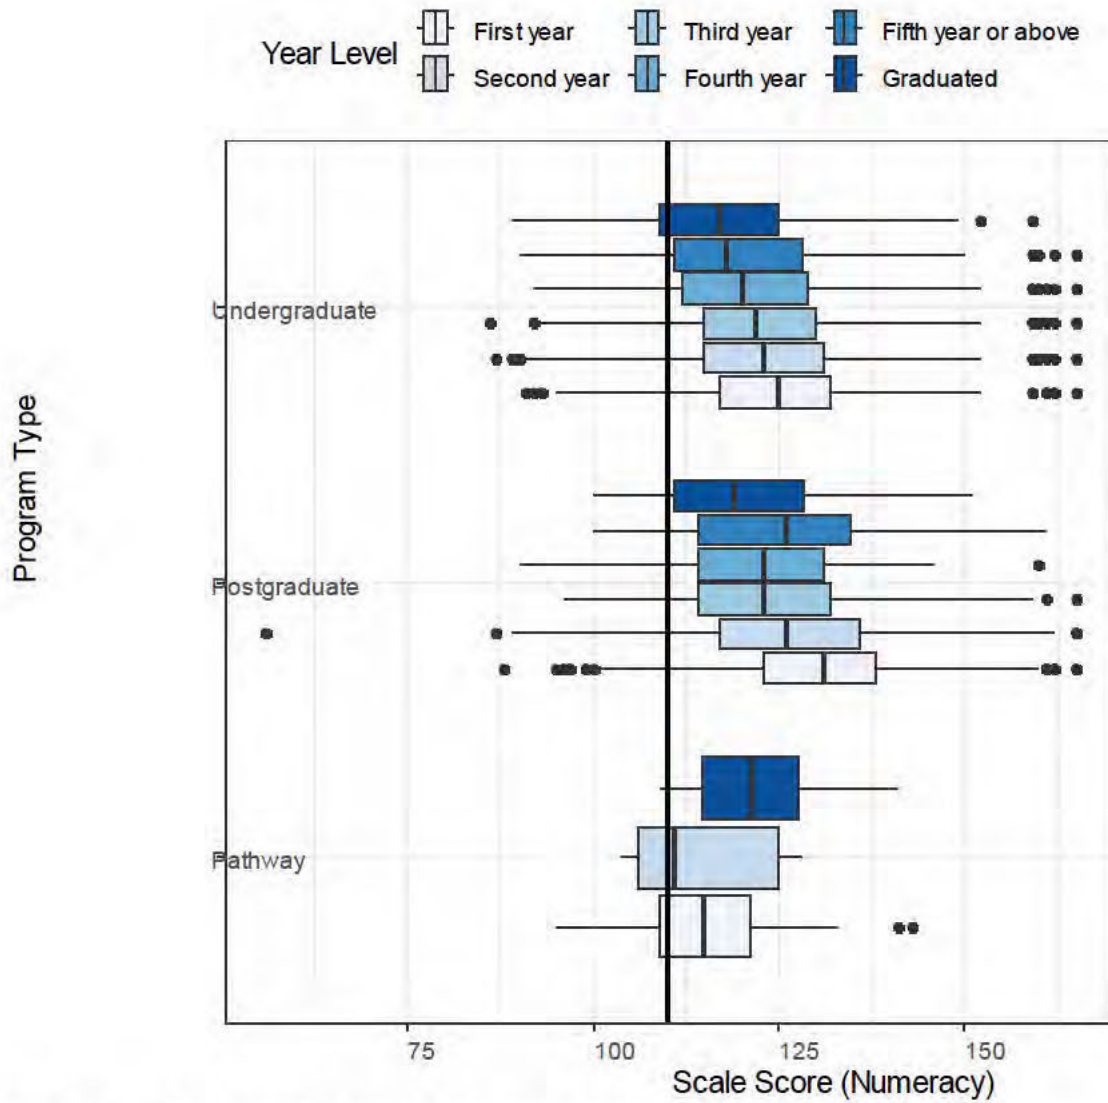 Year Level
First year
Third year
Fifth year or above
Second year
Fourth year
Graduated
Program Type
Undergraduate
Postgraduate
Pathway
75 100 125 150
Scale Score (Numeracy)